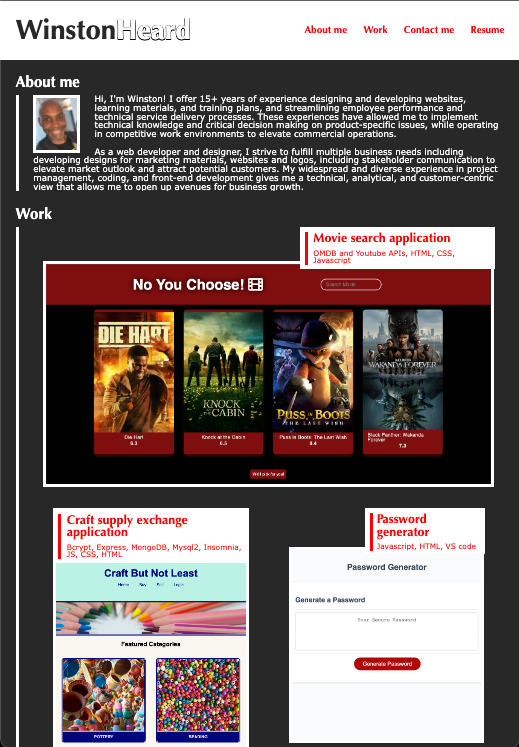 WinstonHeard
About me Work Contact me Resume
About me
Hi, I'm Winston! I offer 15+ years of experience designing and developing websites,
learning materials, and training plans, and streamlining employee performance and
technical service delivery processes. These experiences have allowed me to implement
technical knowledge and critical decision making on product-specific issues, while operating
in competitive work environments to elevate commercial operations.
As a web developer and designer, I strive to fulfill multiple business needs including
developing designs for marketing materials, websites and logos, including stakeholder communication to
elevate market outlook and attract potential customers. My widespread and diverse experience in project
management, coding, and front-end development gives me a technical, analytical, and customer-centric
view that allows me to open up avenues for business growth.
Work
Movie search application
OMDB and Youtube APIs, HTML, CSS,
Javascript
No You Choose!
Search Movie
DIE HART
KNOCK
AT THE
CABIN
PUSS IN BOOTS
THE LAST WISH
WAKANDA FOREVER
Die Hart
6.3
Knock at the Cabin
6.5
Puss in Boots: The Last Wish
8.4
Black Panther: Wakanda
Forever
7.3
We'll pick for you!
Craft supply exchange
application
Bcrypt, Express, MongoDB, Mysql2, Insomnia,
JS, CSS, HTML
Craft But Not Least
Home Buy Sell Login
Featured Categories
POTTERY
BEADING
Password
generator
Javascript, HTML, VS code
Password Generator
Generate a Password
Your Secure Password
Generate Password